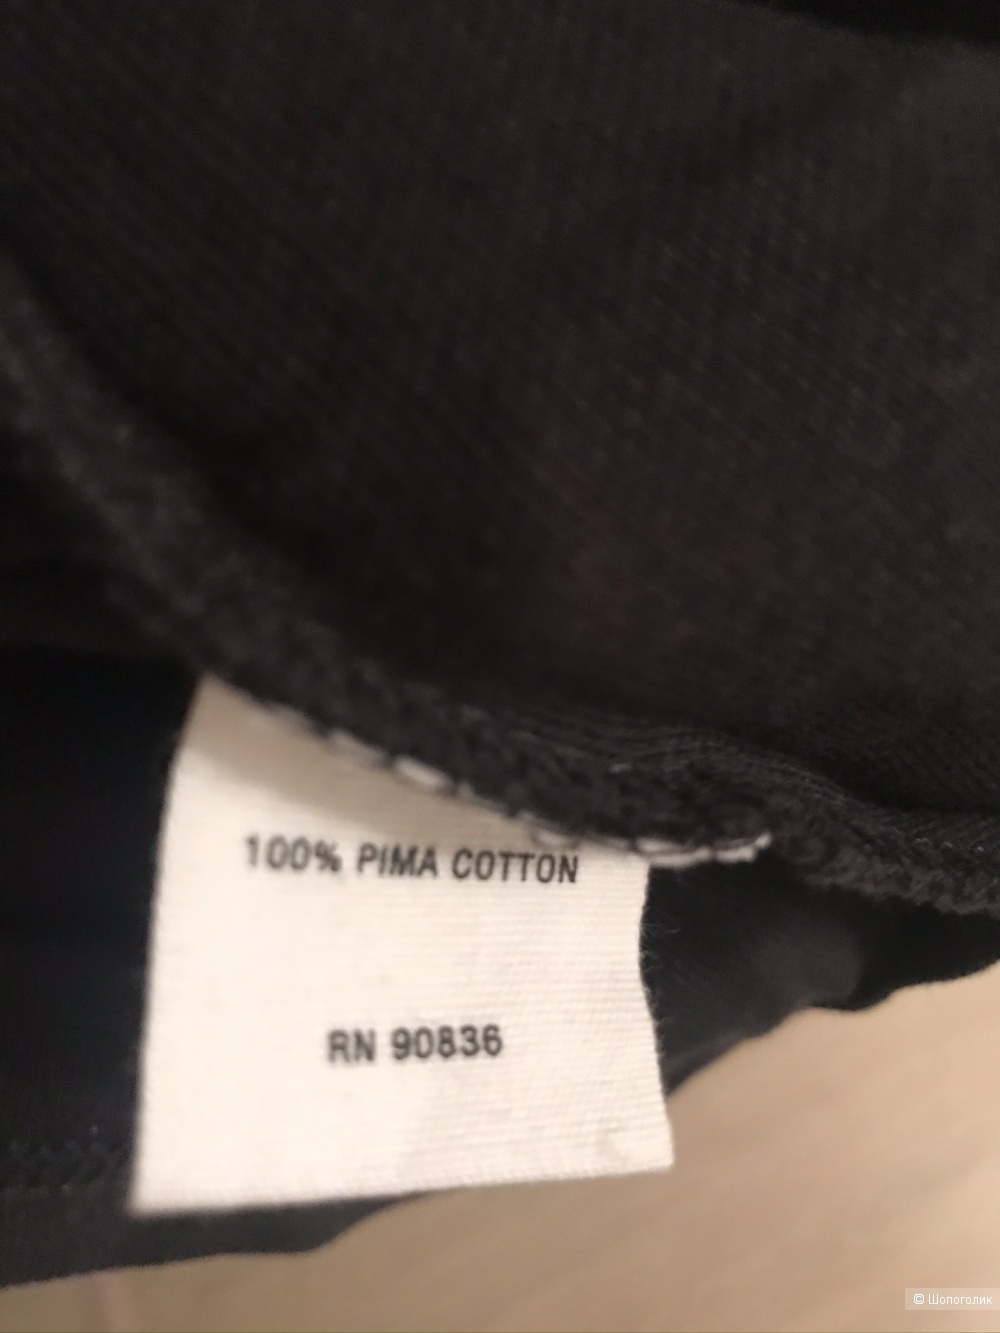 100% PIMA COTTON
RN 90836
© Шопоголик